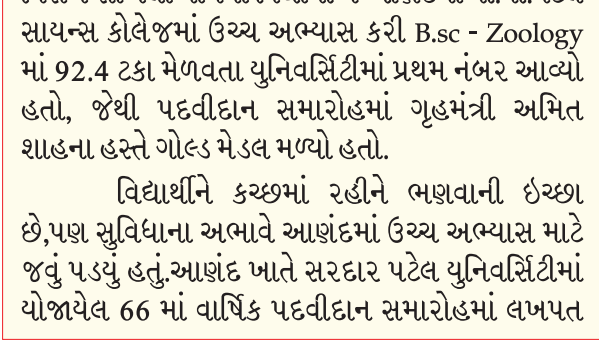 સાયન્સ કોલેજમાં ઉચ્ચ અભ્યાસ કરી B.sc - Zoology
માં 92.4 ટકા મેળવતા યુનિવર્સિટીમાં પ્રથમ નંબર આવ્યો
હતો, જેથી પદવીદાન સમારોહમાં ગૃહમંત્રી અમિત
શાહના હસ્તે ગોલ્ડ મેડલ મળ્યો હતો.
વિદ્યાર્થીને કચ્છમાં રહીને ભણવાની ઇચ્છા
છે,પણ સુવિધાના અભાવે આણંદમાં ઉચ્ચ અભ્યાસ માટે
જવું પડયું હતું.આણંદ ખાતે સરદાર પટેલ યુનિવર્સિટીમાં
યોજાયેલ 66 માં વાર્ષિક પદવીદાન સમારોહમાં લખપત